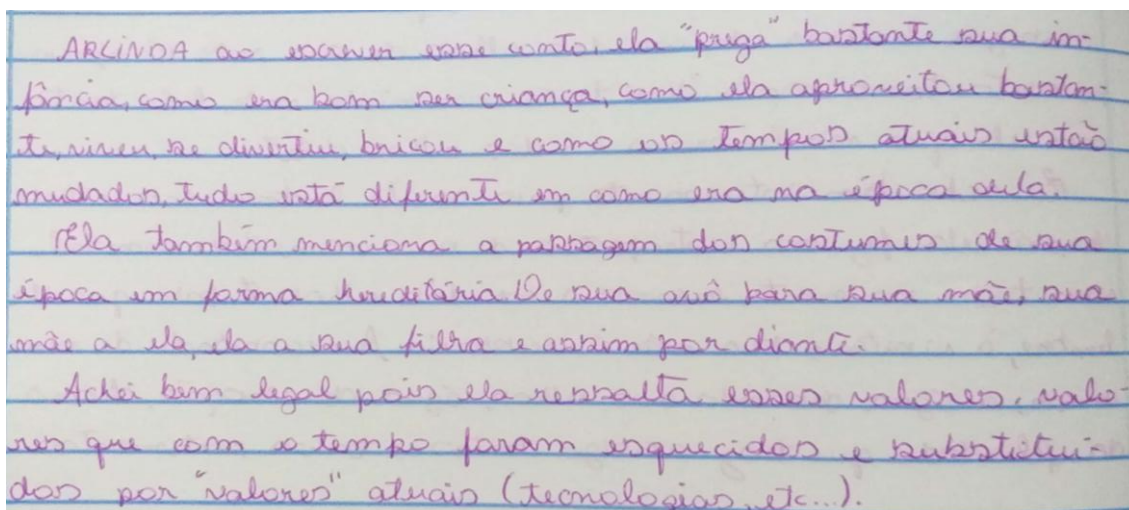 ARLINDA ao escrever esse conto, ela "prega" bastante sua in-
fância, como era bom ser criança, como ela aproveitou bastan-
te, viveu, se divertiu, bricou e como os tempos atuais estão
mudados, tudo está diferente em como era na época dela.
Ela também menciona a passagem dos costumes de sua
época em forma hereditária De sua avô para sua mãe, sua
mãe a ela, ela a sua filha e assim por diante.
Achei bem legal pois ela ressalta esses valores, valo-
res que com o tempo foram esquecidos e substituí-
dos por "valores" atuais (tecnologias, etc...).